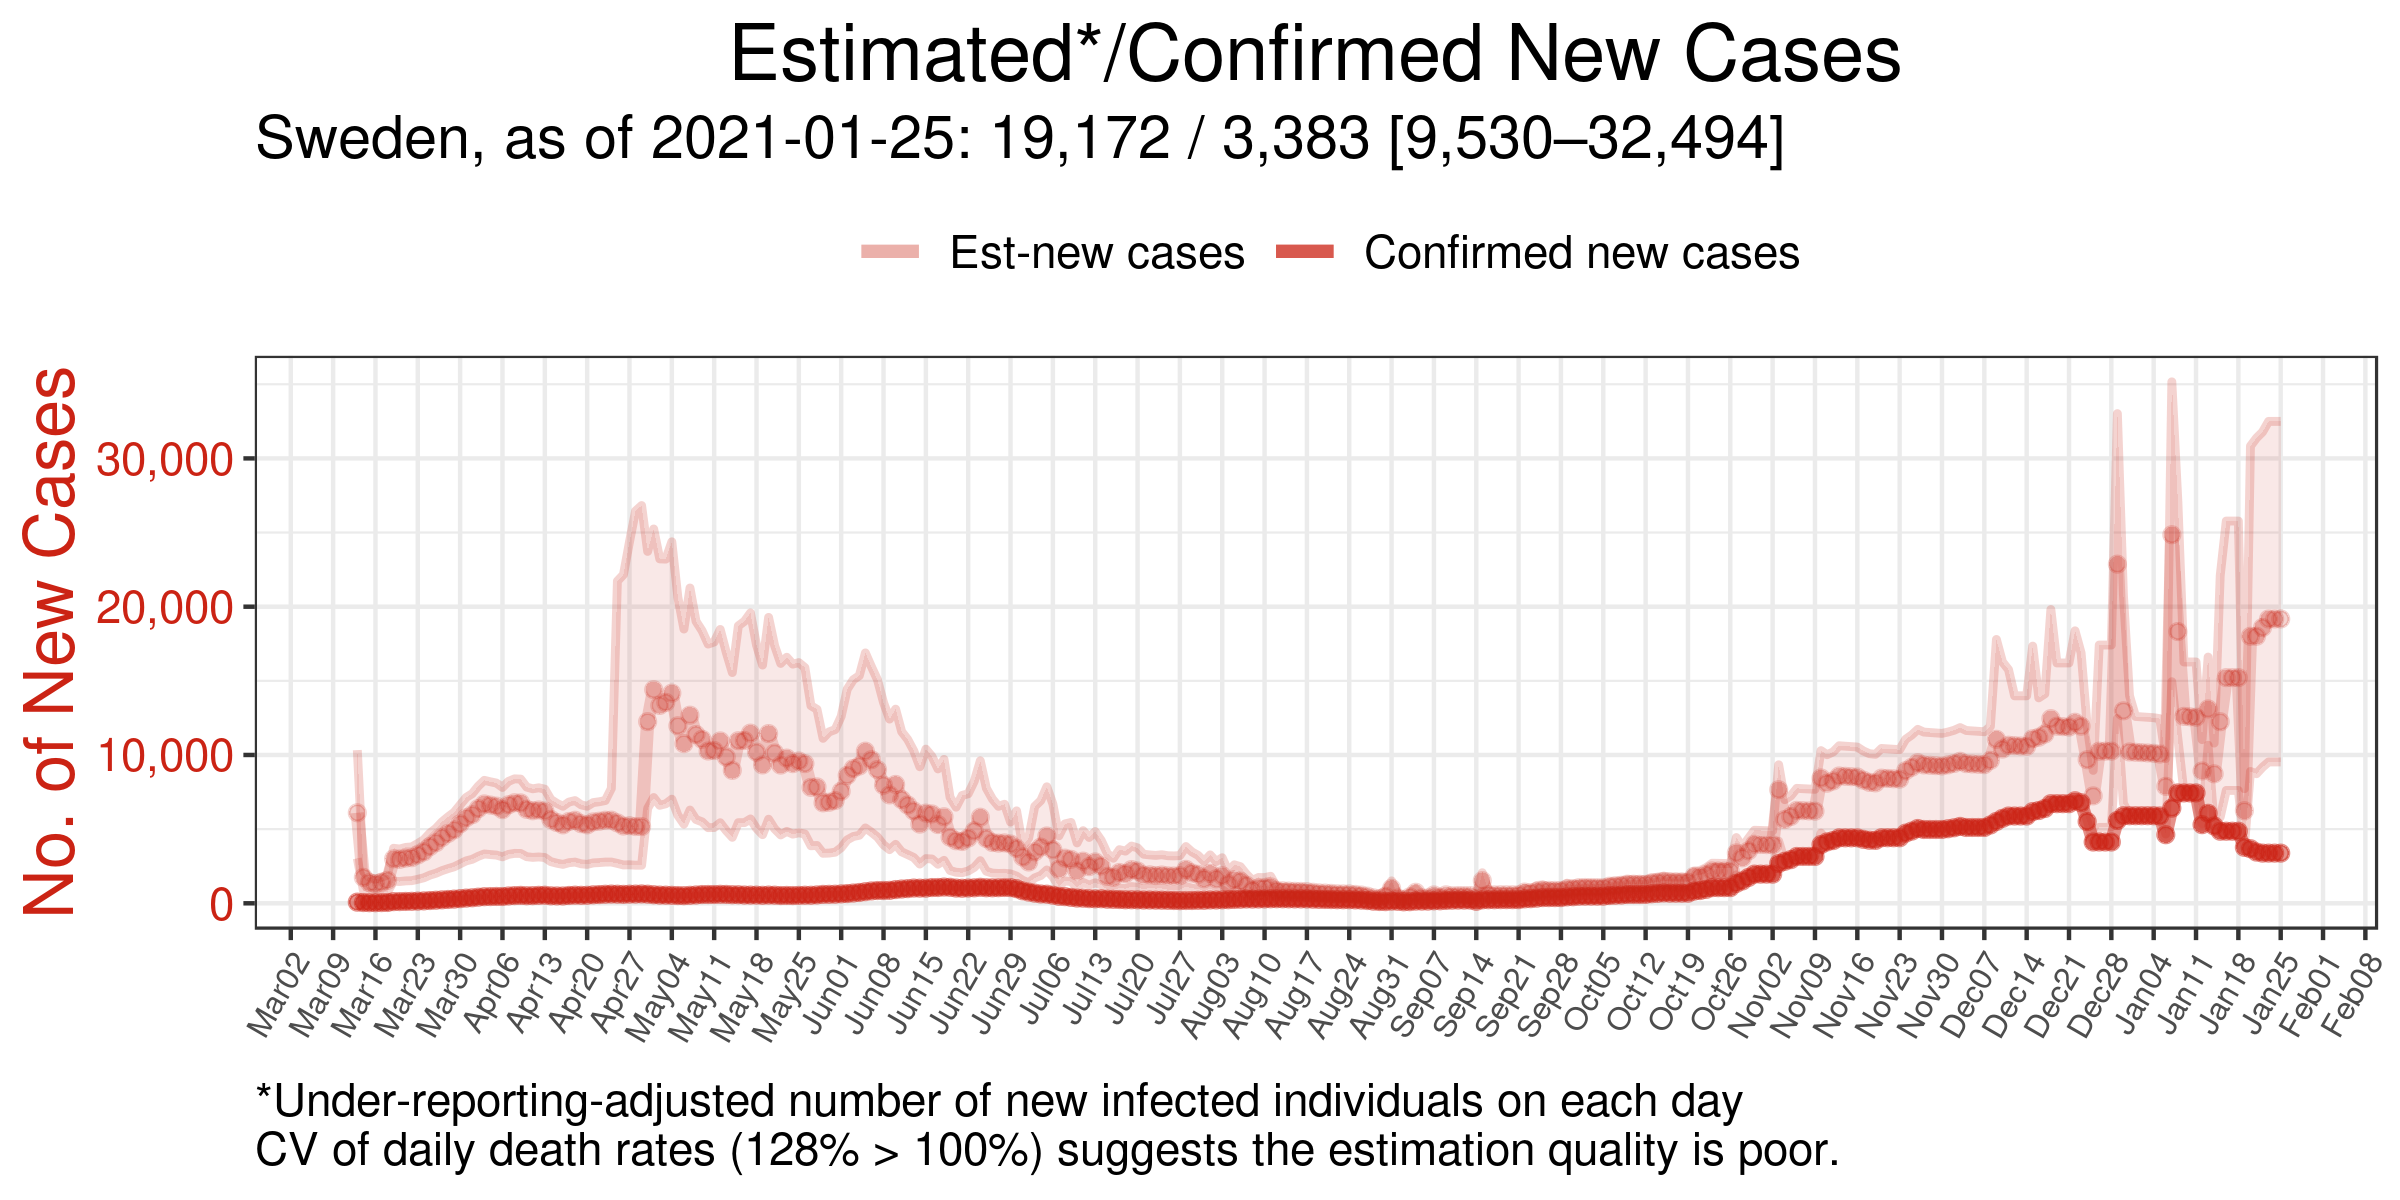 Estimated*/Confirmed New Cases
Sweden, as of 2021-01-25: 19,172 / 3,383 [9,530–32,494]
Est-new cases
Confirmed new cases
No. of New Cases
30,000
20,000
10,000
0
Mar02
Mar09
Mar16
Mar23
Mar30
Apr06
Apr13
Apr20
Apr27
May04
May11
May18
May25
Jun01
Jun08
Jun15
Jun22
Jun29
Jul06
Jul13
Jul20
Jul27
Aug03
Aug10
Aug17
Aug24
Aug31
Sep07
Sep14
Sep21
Sep28
Oct05
Oct12
Oct19
Oct26
Nov02
Nov09
Nov16
Nov23
Nov30
Dec07
Dec14
Dec21
Dec28
Jan04
Jan11
Jan18
Jan25
Feb01
Feb08
*Under-reporting-adjusted number of new infected individuals on each day
CV of daily death rates (128% > 100%) suggests the estimation quality is poor.